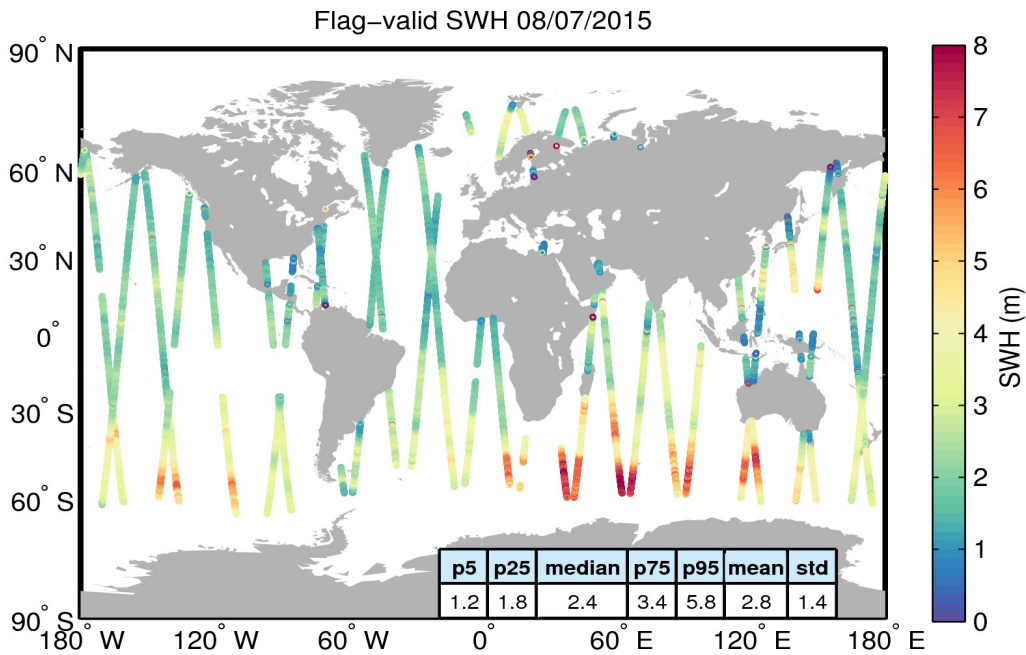 Flag−valid SWH 08/07/2015
90° N
60° N
30° N
0°
30° S
60° S
90° S
180° W
120° W
60° W
0°
60° E
120° E
180° E
p5 p25 median p75 p95 mean std
1.2 1.8 2.4 3.4 5.8 2.8 1.4
8
7
6
5
4
3
2
1
0
SWH (m)